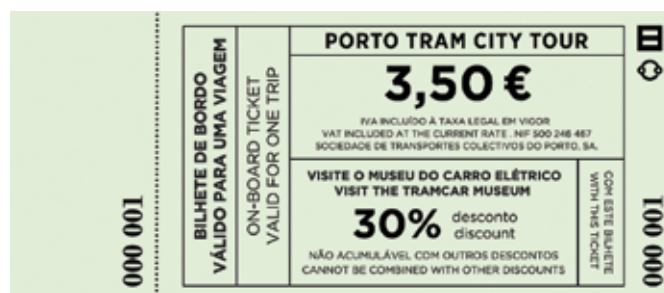 000 001
BILHETE DE BORDO
VÁLIDO PARA UMA VIAGEM
ON-BOARD TICKET
VALID FOR ONE TRIP
PORTO TRAM CITY TOUR
3,50 €
IVA INCLUÍDO À TAXA LEGAL EM VIGOR
VAT INCLUDED AT THE CURRENT RATE . NIF 500 246 467
SOCIEDADE DE TRANSPORTES COLECTIVOS DO PORTO, SA.
VISITE O MUSEU DO CARRO ELÉTRICO
VISIT THE TRAMCAR MUSEUM
30% desconto
discount
NÃO ACUMULÁVEL COM OUTROS DESCONTOS
CANNOT BE COMBINED WITH OTHER DISCOUNTS
COM ESTE BILHETE
WITH THIS TICKET
000 001